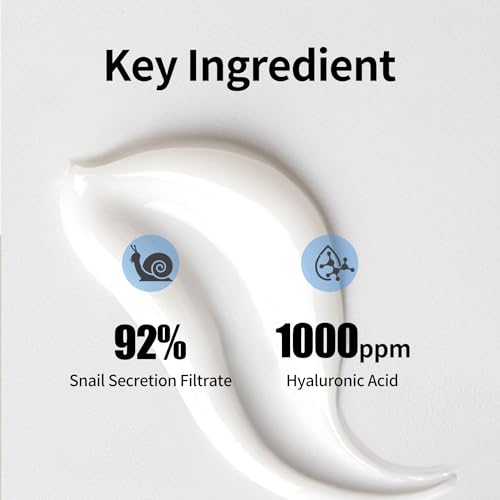 Key Ingredient
92%
1000ppm
Snail Secretion Filtrate
Hyaluronic Acid